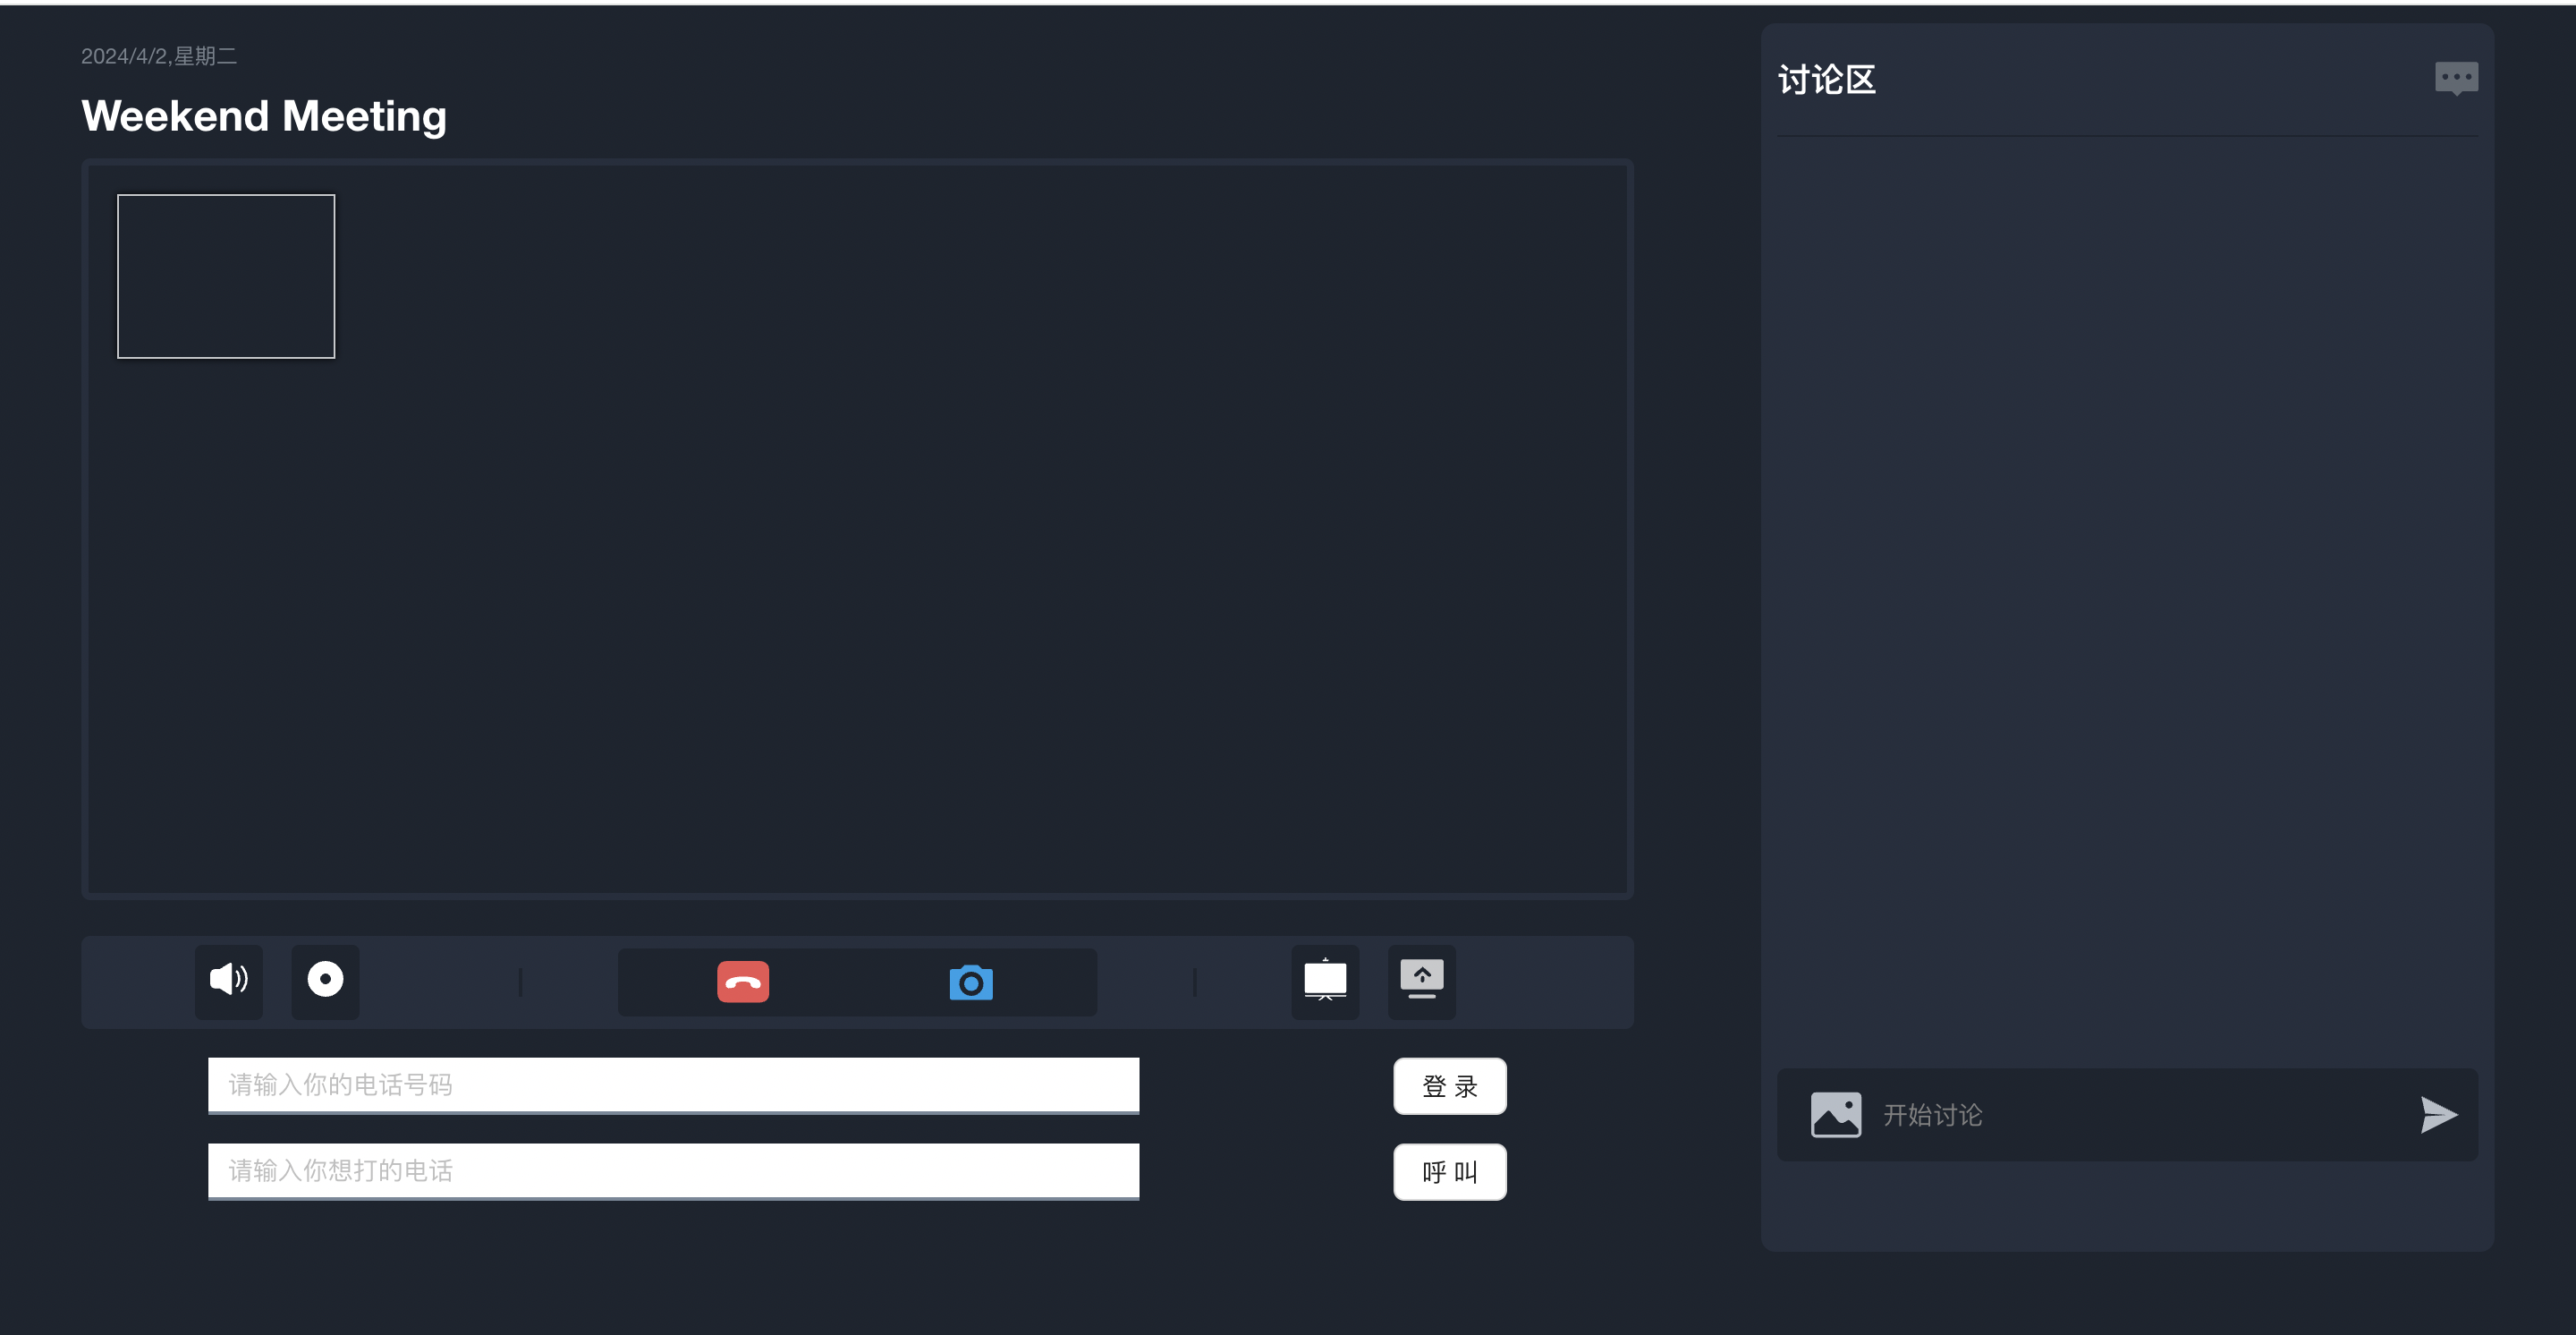 2024/4/2,星期二
Weekend Meeting
请输入你的电话号码
登 录
请输入你想打的电话
呼 叫
讨论区
开始讨论